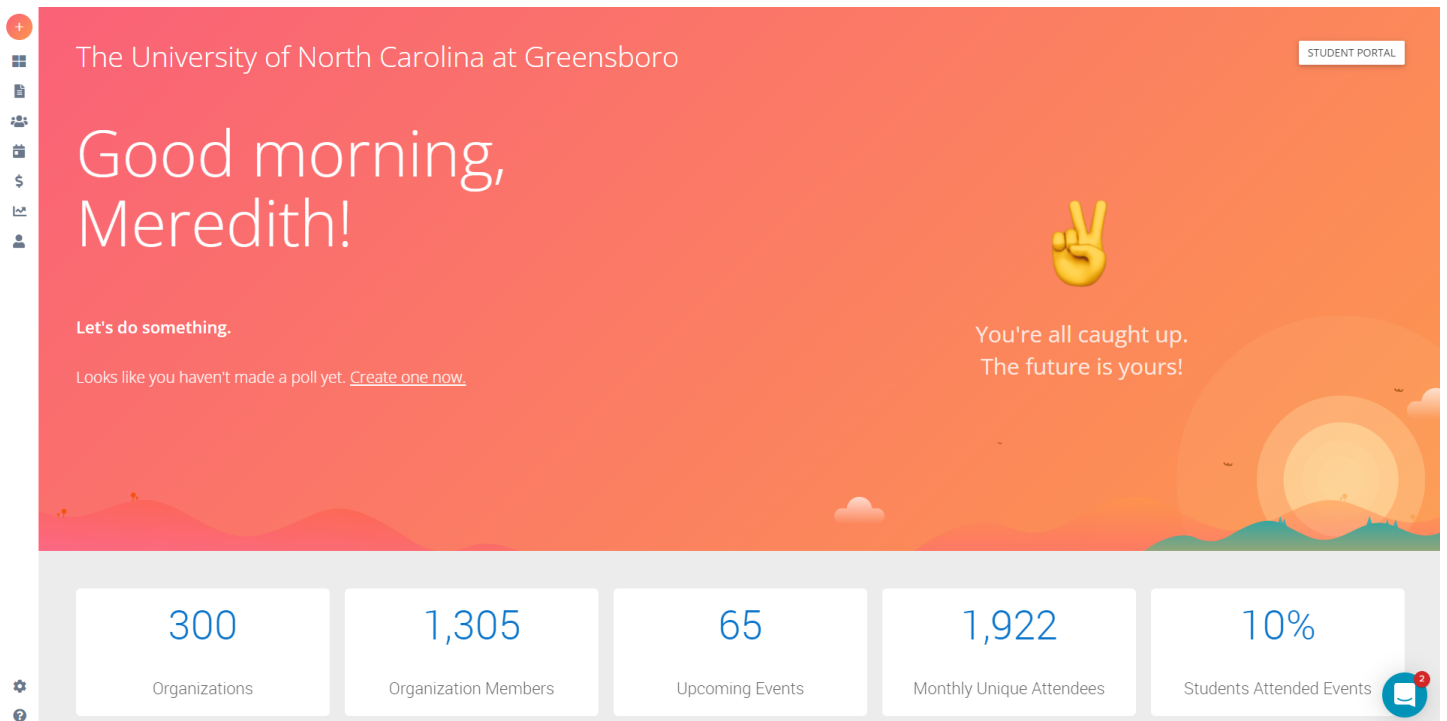 The University of North Carolina at Greensboro
STUDENT PORTAL
Good morning,
Meredith!
Let's do something.
Looks like you haven't made a poll yet. Create one now.
You're all caught up.
The future is yours!
300
Organizations
1,305
Organization Members
65
Upcoming Events
1,922
Monthly Unique Attendees
10%
Students Attended Events
2